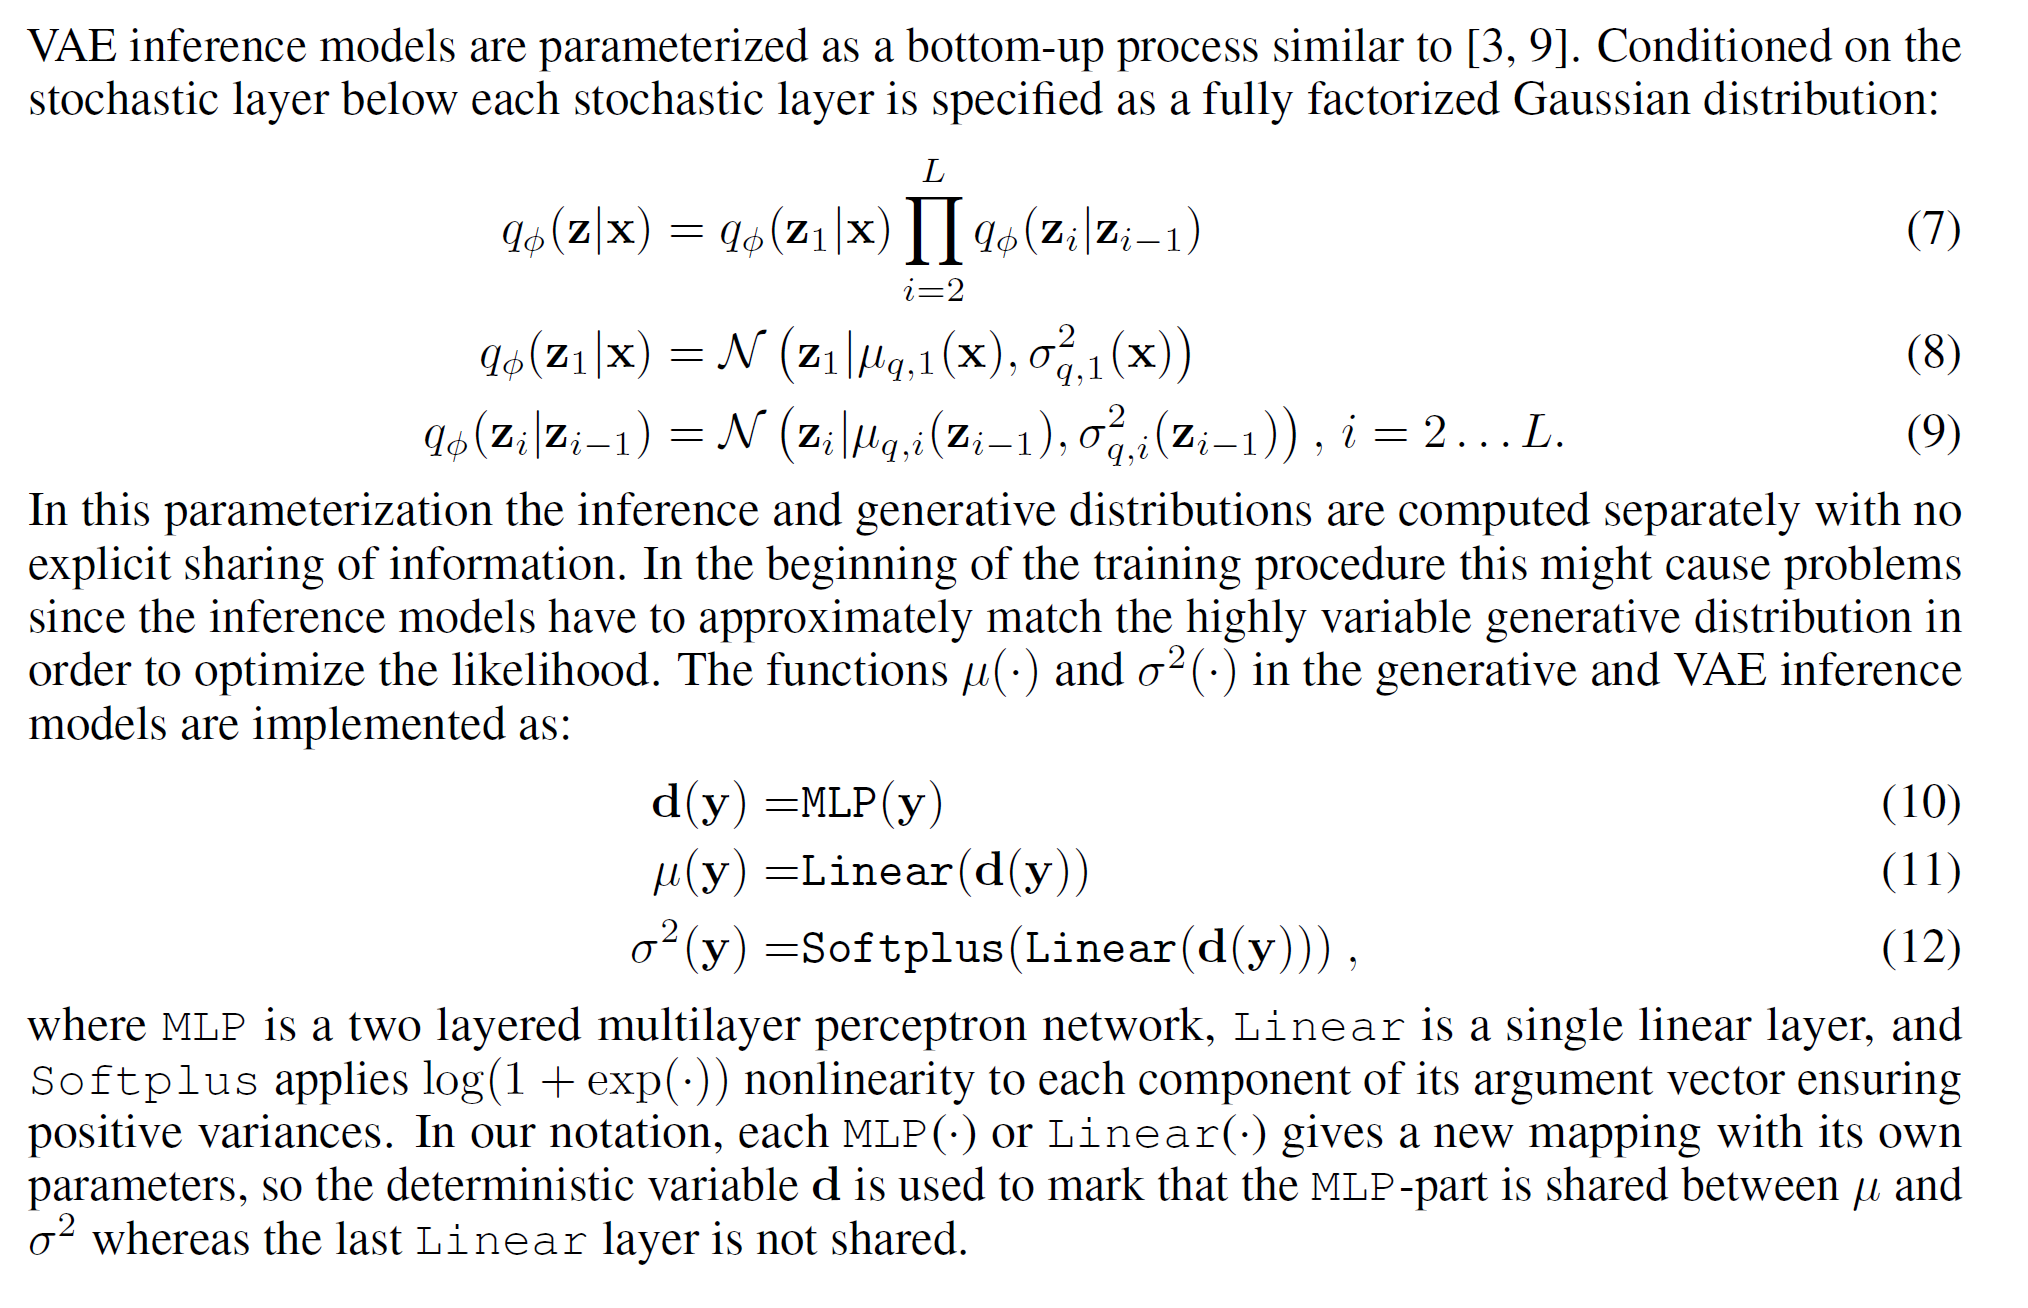 VAE inference models are parameterized as a bottom-up process similar to [3, 9]. Conditioned on the
stochastic layer below each stochastic layer is specified as a fully factorized Gaussian distribution:
$q_\phi(\mathbf{z}|\mathbf{x}) = q_\phi(\mathbf{z}_1|\mathbf{x}) \prod_{i=2}^{L} q_\phi(\mathbf{z}_i|\mathbf{z}_{i-1})$ (7)
$q_\phi(\mathbf{z}_1|\mathbf{x}) = \mathcal{N}\left(\mathbf{z}_1|\mu_{q,1}(\mathbf{x}), \sigma^2_{q,1}(\mathbf{x})\right)$ (8)
$q_\phi(\mathbf{z}_i|\mathbf{z}_{i-1}) = \mathcal{N}\left(\mathbf{z}_i|\mu_{q,i}(\mathbf{z}_{i-1}), \sigma^2_{q,i}(\mathbf{z}_{i-1})\right), \; i = 2 \ldots L.$ (9)
In this parameterization the inference and generative distributions are computed separately with no
explicit sharing of information. In the beginning of the training procedure this might cause problems
since the inference models have to approximately match the highly variable generative distribution in
order to optimize the likelihood. The functions $\mu(\cdot)$ and $\sigma^2(\cdot)$ in the generative and VAE inference
models are implemented as:
$\mathbf{d}(\mathbf{y}) = \texttt{MLP}(\mathbf{y})$ (10)
$\mu(\mathbf{y}) = \texttt{Linear}(\mathbf{d}(\mathbf{y}))$ (11)
$\sigma^2(\mathbf{y}) = \texttt{Softplus}(\texttt{Linear}(\mathbf{d}(\mathbf{y}))) \, ,$ (12)
where MLP is a two layered multilayer perceptron network, Linear is a single linear layer, and
Softplus applies $\log(1 + \exp(\cdot))$ nonlinearity to each component of its argument vector ensuring
positive variances. In our notation, each MLP(·) or Linear(·) gives a new mapping with its own
parameters, so the deterministic variable $\mathbf{d}$ is used to mark that the MLP-part is shared between $\mu$ and
$\sigma^2$ whereas the last Linear layer is not shared.